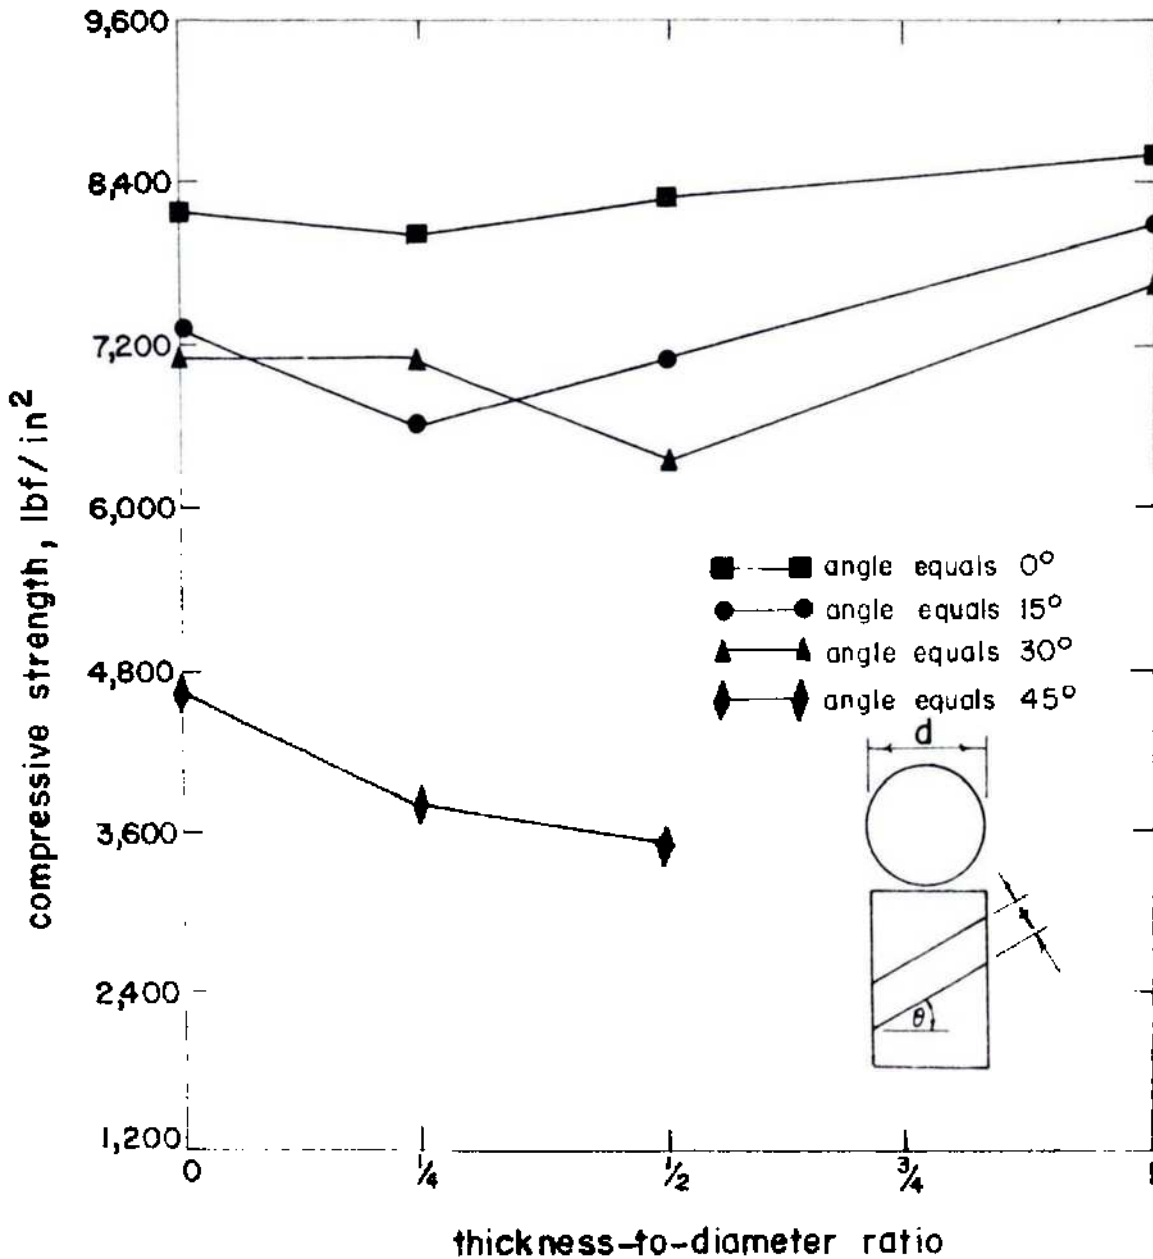 9,600
8,400
7,200
6,000
4,800
3,600
2,400
1,200
compressive strength, lbf/in²
angle equals 0°
angle equals 15°
angle equals 30°
angle equals 45°
d
θ
0 1/4 1/2 3/4
thickness-to-diameter ratio